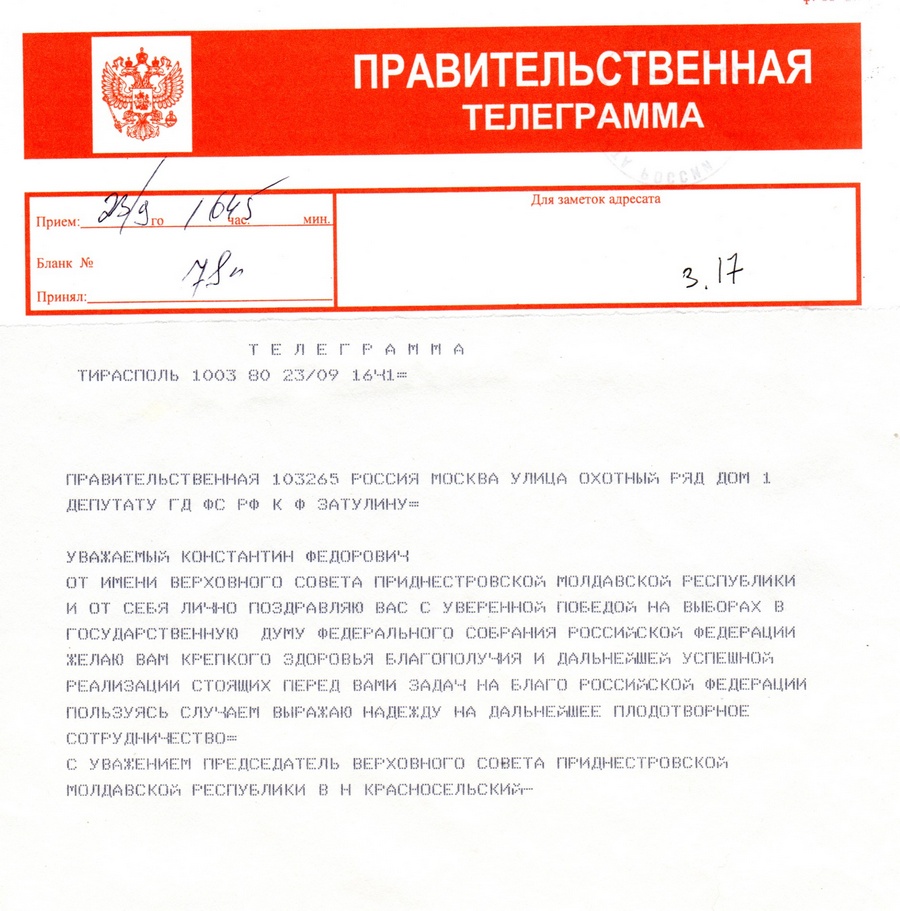 ПРАВИТЕЛЬСТВЕННАЯ
ТЕЛЕГРАММА
РОССИЯ
Прием: 23/9 го 1645 час. мин.
Для заметок адресата
Бланк №
3.17
Принял:
Т Е Л Е Г Р А М М А
ТИРАСПОЛЬ 1003 80 23/09 1641=
ПРАВИТЕЛЬСТВЕННАЯ 103265 РОССИЯ МОСКВА УЛИЦА ОХОТНЫЙ РЯД ДОМ 1
ДЕПУТАТУ ГД ФС РФ К Ф ЗАТУЛИНУ=
УВАЖАЕМЫЙ КОНСТАНТИН ФЕДОРОВИЧ
ОТ ИМЕНИ ВЕРХОВНОГО СОВЕТА ПРИДНЕСТРОВСКОЙ МОЛДАВСКОЙ РЕСПУБЛИКИ
И ОТ СЕБЯ ЛИЧНО ПОЗДРАВЛЯЮ ВАС С УВЕРЕННОЙ ПОБЕДОЙ НА ВЫБОРАХ В
ГОСУДАРСТВЕННУЮ ДУМУ ФЕДЕРАЛЬНОГО СОБРАНИЯ РОССИЙСКОЙ ФЕДЕРАЦИИ
ЖЕЛАЮ ВАМ КРЕПКОГО ЗДОРОВЬЯ БЛАГОПОЛУЧИЯ И ДАЛЬНЕЙШЕЙ УСПЕШНОЙ
РЕАЛИЗАЦИИ СТОЯЩИХ ПЕРЕД ВАМИ ЗАДАЧ НА БЛАГО РОССИЙСКОЙ ФЕДЕРАЦИИ
ПОЛЬЗУЯСЬ СЛУЧАЕМ ВЫРАЖАЮ НАДЕЖДУ НА ДАЛЬНЕЙШЕЕ ПЛОДОТВОРНОЕ
СОТРУДНИЧЕСТВО=
С УВАЖЕНИЕМ ПРЕДСЕДАТЕЛЬ ВЕРХОВНОГО СОВЕТА ПРИДНЕСТРОВСКОЙ
МОЛДАВСКОЙ РЕСПУБЛИКИ В Н КРАСНОСЕЛЬСКИЙ-